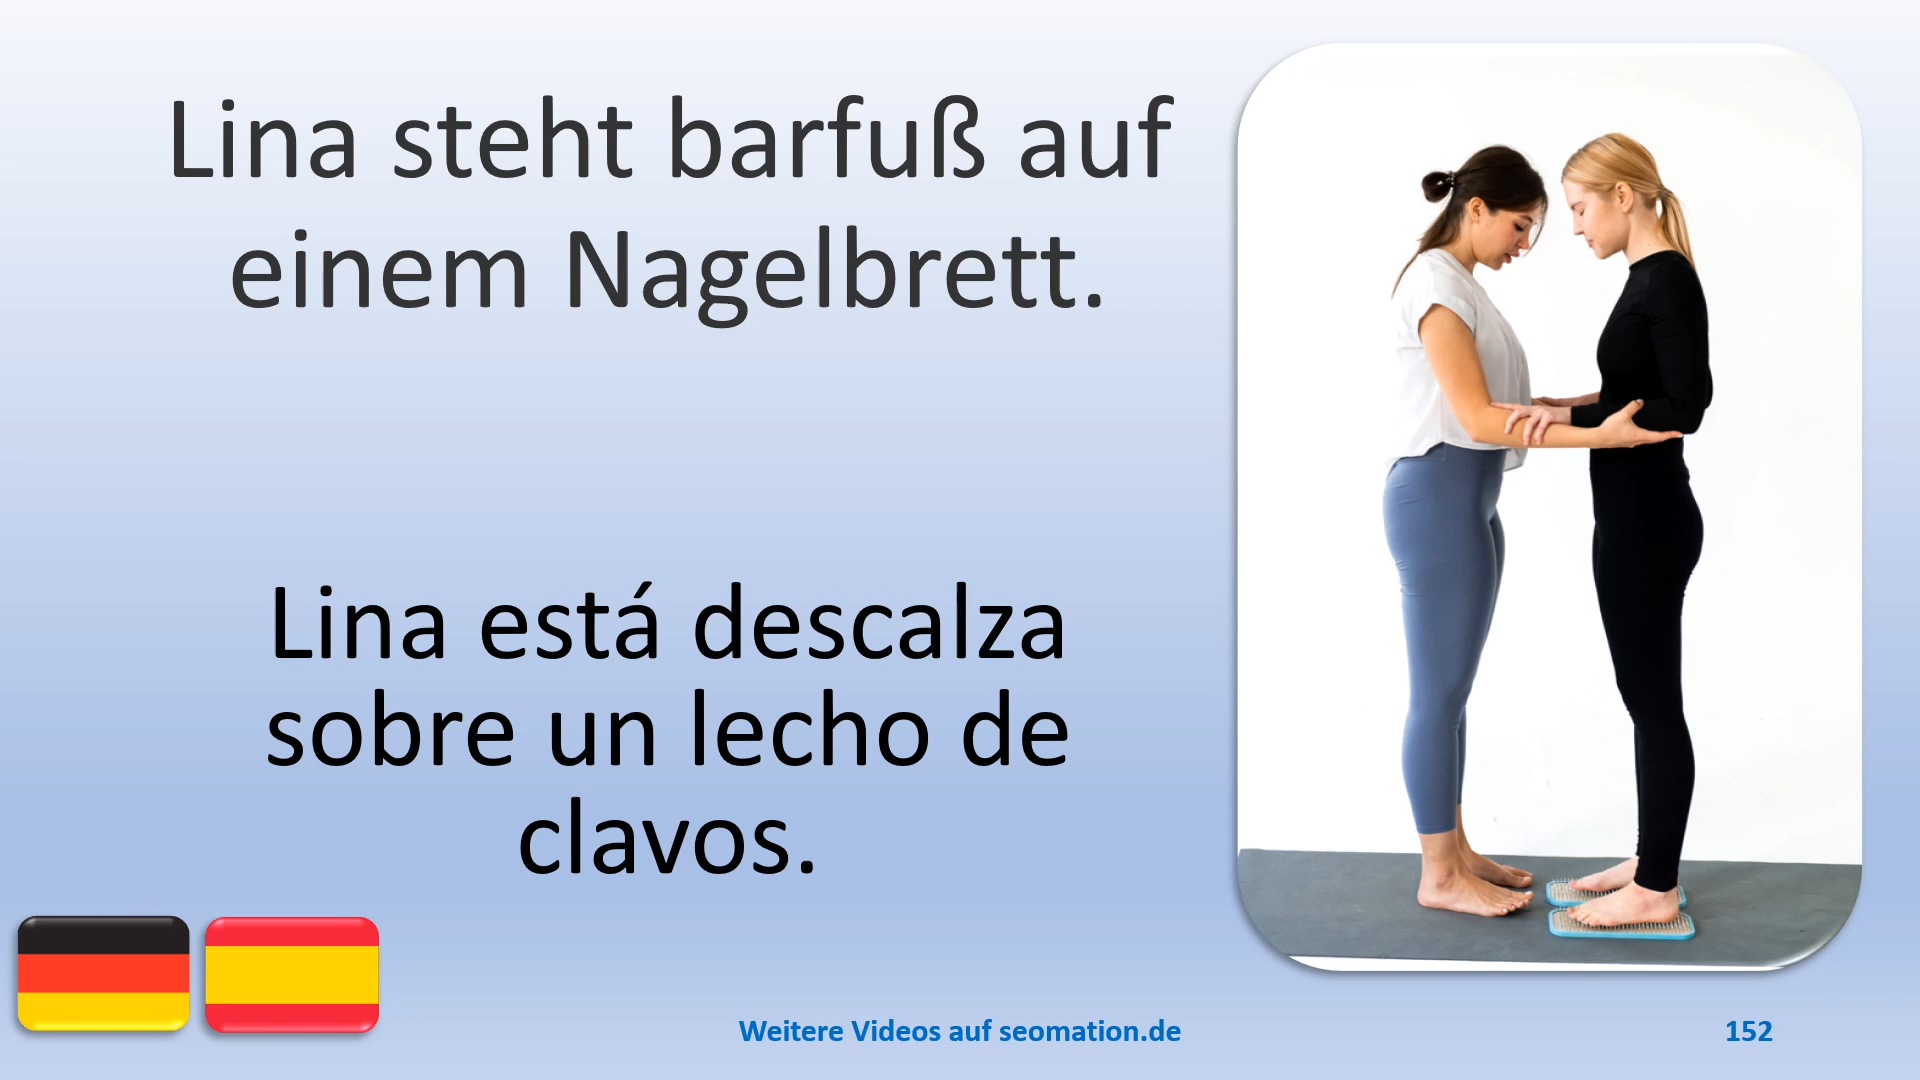 Lina steht barfuß auf
einem Nagelbrett.
Lina está descalza
sobre un lecho de
clavos.
Weitere Videos auf seomation.de
152